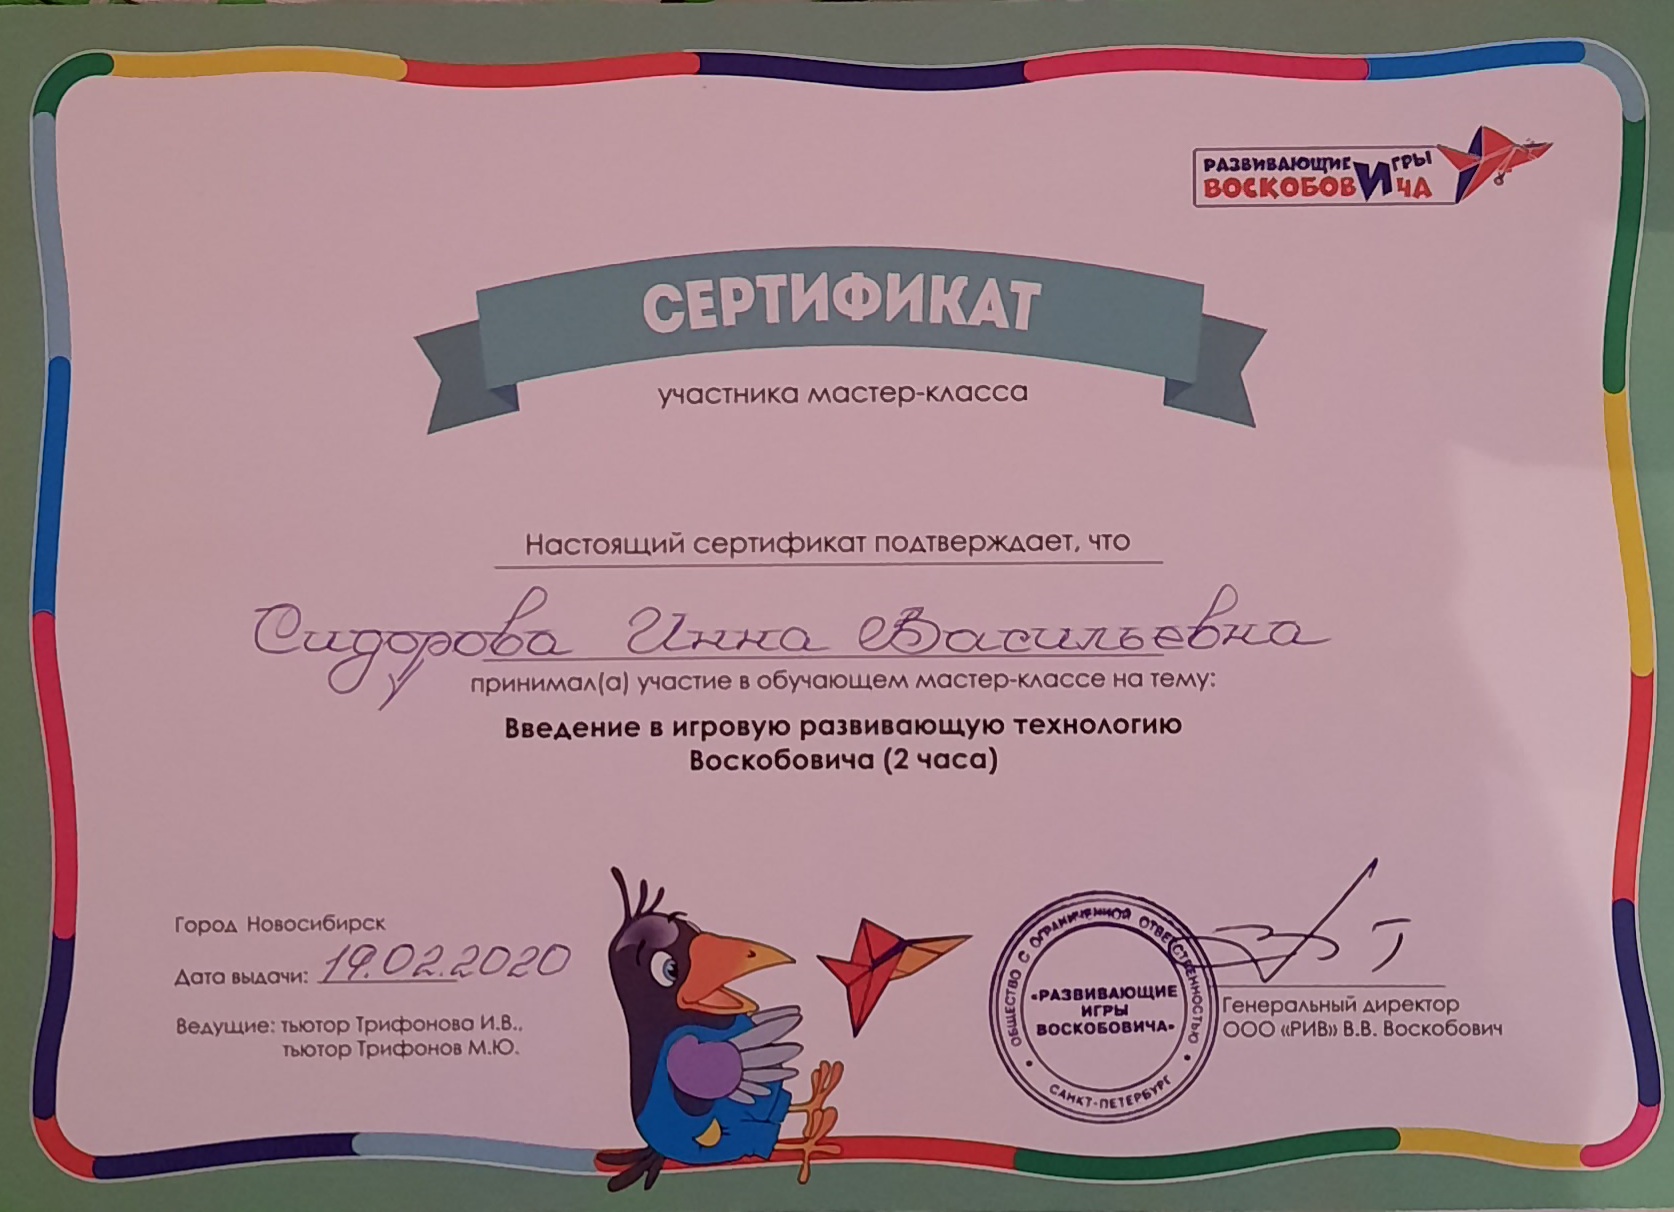 РАЗВИВАЮЩИЕ ИГРЫ
ВОСКОБОВИЧА
СЕРТИФИКАТ
участника мастер-класса
Настоящий сертификат подтверждает, что
Сидорова Инна Васильевна
принимал(а) участие в обучающем мастер-классе на тему:
Введение в игровую развивающую технологию
Воскобовича (2 часа)
Город Новосибирск
Дата выдачи: 19.02.2020
Ведущие: тьютор Трифонова И.В.,
тьютор Трифонов М.Ю.
ОБЩЕСТВО С ОГРАНИЧЕННОЙ ОТВЕТСТВЕННОСТЬЮ
«РАЗВИВАЮЩИЕ
ИГРЫ
ВОСКОБОВИЧА»
• САНКТ-ПЕТЕРБУРГ •
Генеральный директор
ООО «РИВ» В.В. Воскобович